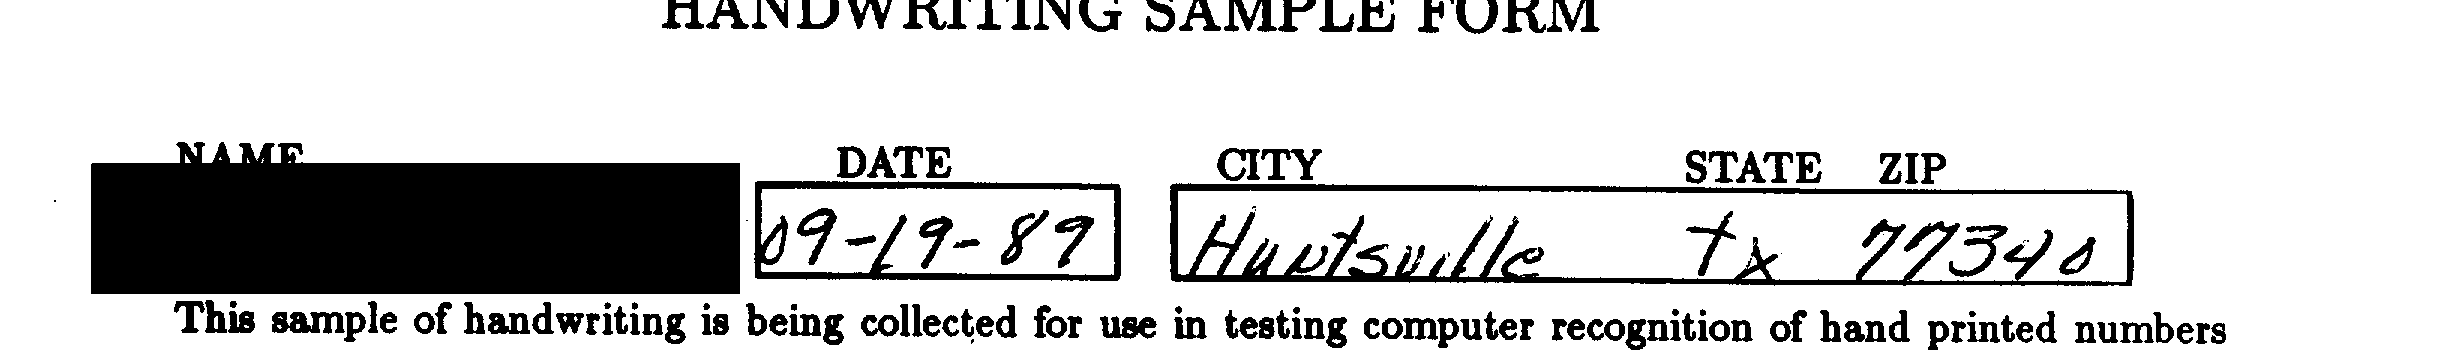 HANDWRITING SAMPLE FORM
NAME DATE CITY STATE ZIP
09-19-89 Huntsville Tx 77340
This sample of handwriting is being collected for use in testing computer recognition of hand printed numbers